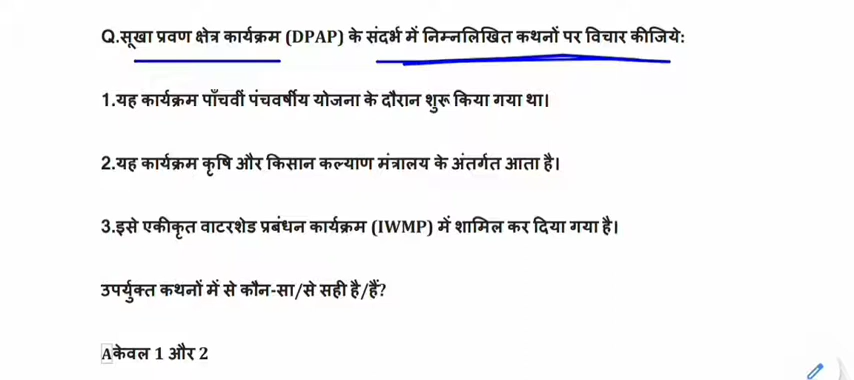 Q.सूखा प्रवण क्षेत्र कार्यक्रम (DPAP) के संदर्भ में निम्नलिखित कथनों पर विचार कीजिये:
1.यह कार्यक्रम पाँचवीं पंचवर्षीय योजना के दौरान शुरू किया गया था।
2.यह कार्यक्रम कृषि और किसान कल्याण मंत्रालय के अंतर्गत आता है।
3.इसे एकीकृत वाटरशेड प्रबंधन कार्यक्रम (IWMP) में शामिल कर दिया गया है।
उपर्युक्त कथनों में से कौन-सा/से सही है/हैं?
Aकेवल 1 और 2